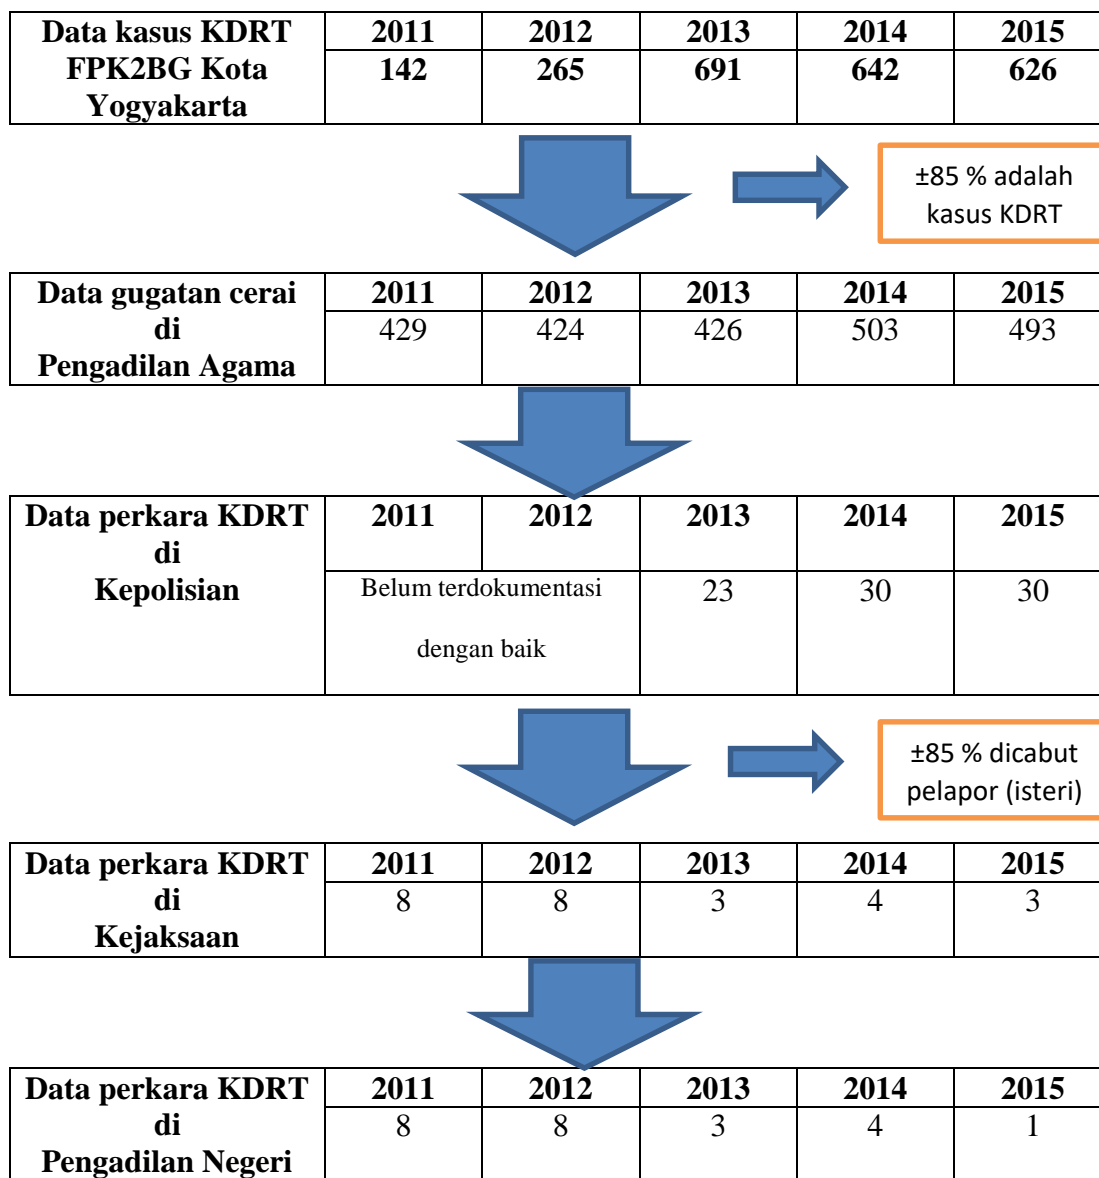 Data kasus KDRT 2011 2012 2013 2014 2015
FPK2BG Kota 142 265 691 642 626
Yogyakarta
±85 % adalah
kasus KDRT
Data gugatan cerai 2011 2012 2013 2014 2015
di 429 424 426 503 493
Pengadilan Agama
Data perkara KDRT 2011 2012 2013 2014 2015
di
Kepolisian Belum terdokumentasi 23 30 30
dengan baik
±85 % dicabut
pelapor (isteri)
Data perkara KDRT 2011 2012 2013 2014 2015
di 8 8 3 4 3
Kejaksaan
Data perkara KDRT 2011 2012 2013 2014 2015
di 8 8 3 4 1
Pengadilan Negeri